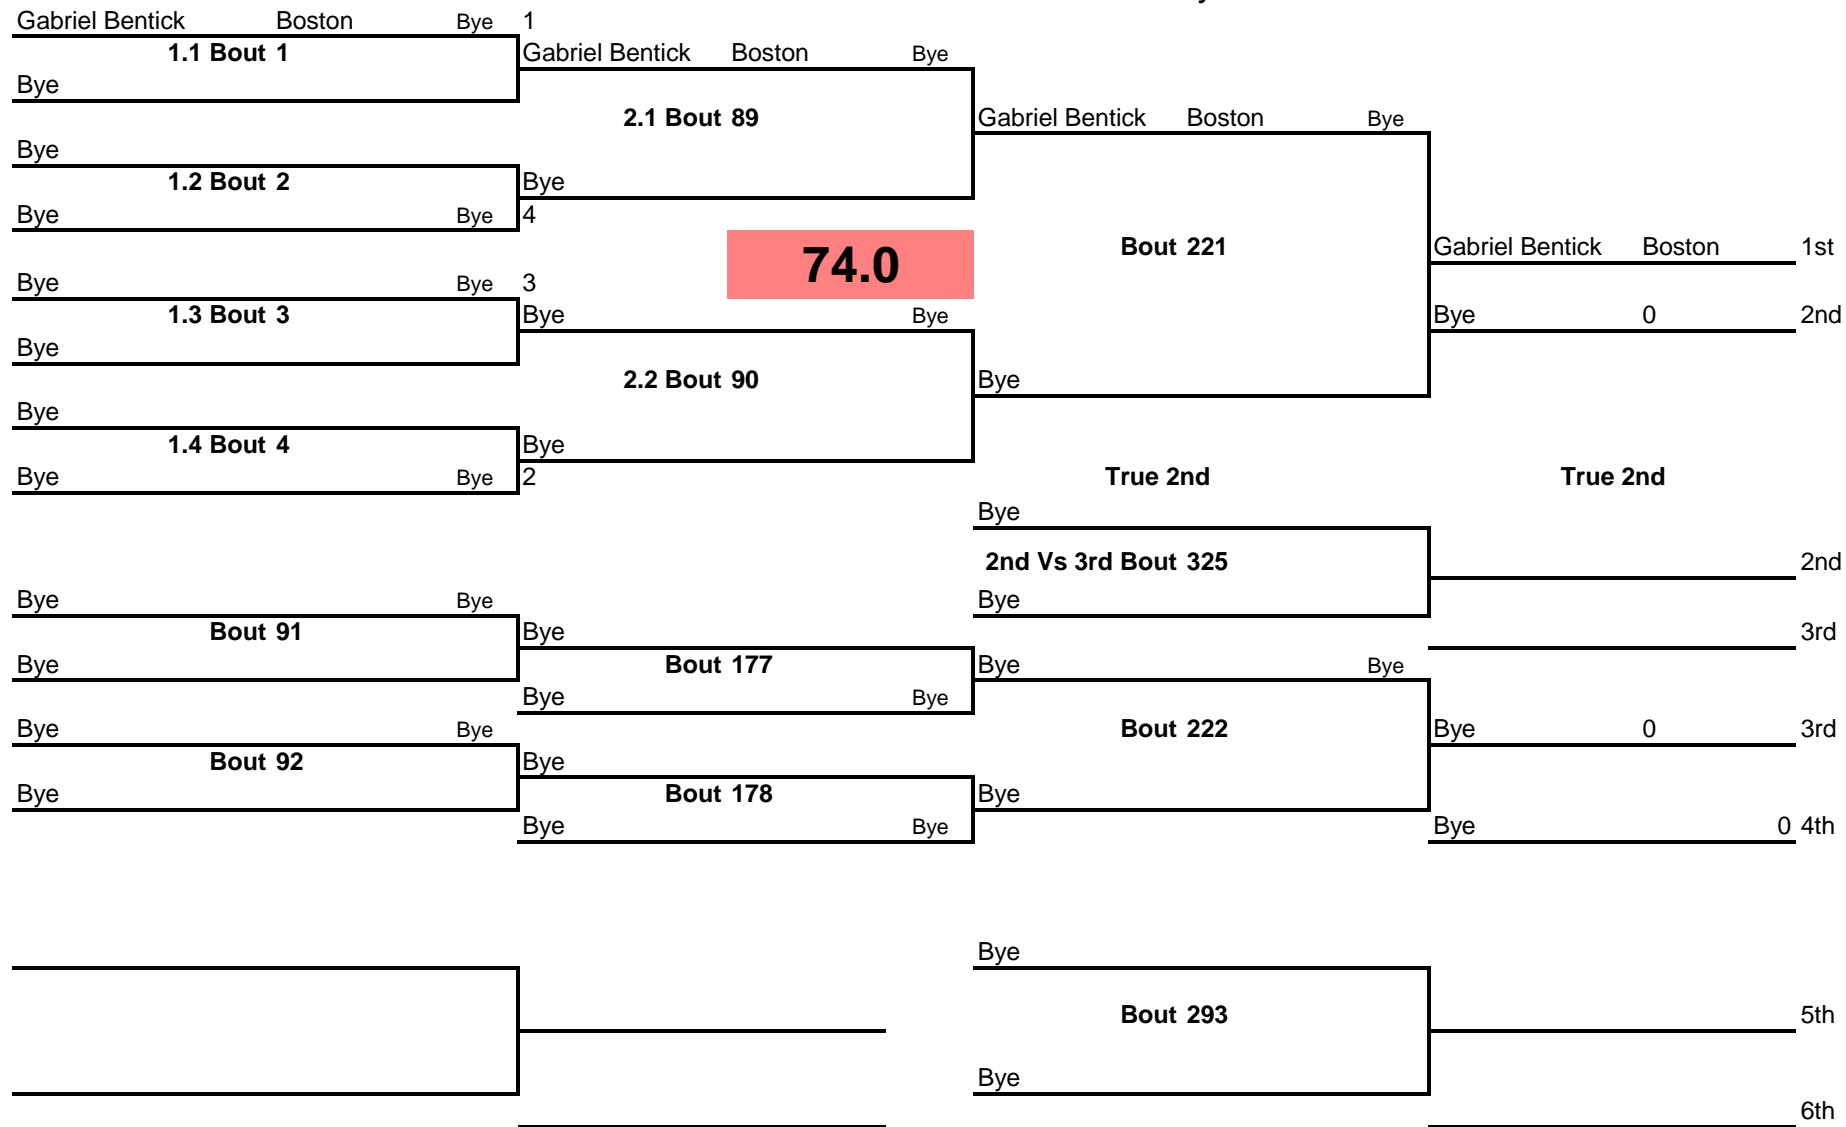 Gabriel Bentick Boston Bye 1
1.1 Bout 1 Gabriel Bentick Boston Bye
Bye
2.1 Bout 89 Gabriel Bentick Boston Bye
Bye
1.2 Bout 2 Bye
Bye Bye 4
74.0 Bout 221 Gabriel Bentick Boston 1st
Bye Bye 3
1.3 Bout 3 Bye Bye Bye 0 2nd
Bye
2.2 Bout 90 Bye
Bye
1.4 Bout 4 Bye
Bye Bye 2 True 2nd True 2nd
Bye
2nd Vs 3rd Bout 325 2nd
Bye Bye Bye
Bout 91 Bye 3rd
Bye Bout 177 Bye Bye
Bye Bye
Bye Bye Bout 222 Bye 0 3rd
Bout 92 Bye
Bye Bout 178 Bye
Bye Bye Bye 0 4th
Bye
Bout 293 5th
Bye
6th